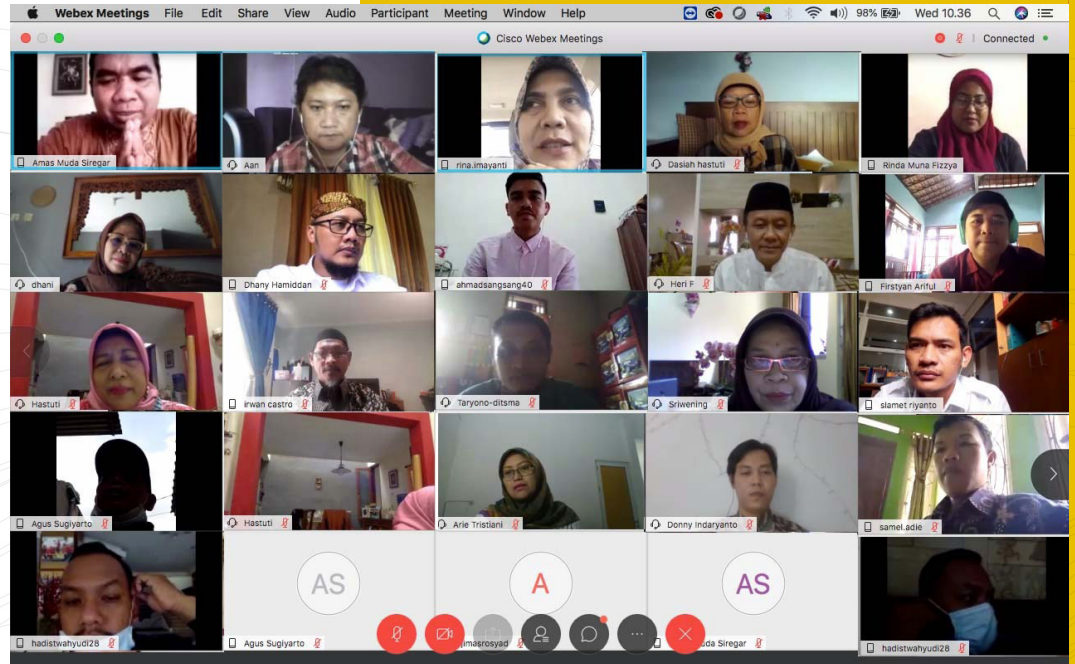 Webex Meetings File Edit Share View Audio Participant Meeting Window Help 98% Wed 10.36
Cisco Webex Meetings Connected
Amas Muda Siregar Aan rina.imayanti Dasiah hastuti Rinda Muna Fizzya
dhani Dhany Hamiddan ahmadsangsang40 Heri F Firstyan Ariful
Hastuti irwan castro Taryono-ditsma Sriwening slamet riyanto
Agus Sugiyarto Hastuti Arie Tristiani Donny Indaryanto samel.adie
AS A AS
hadistwahyudi28 Agus Sugiyarto imasrosyad da Siregar hadistwahyudi28